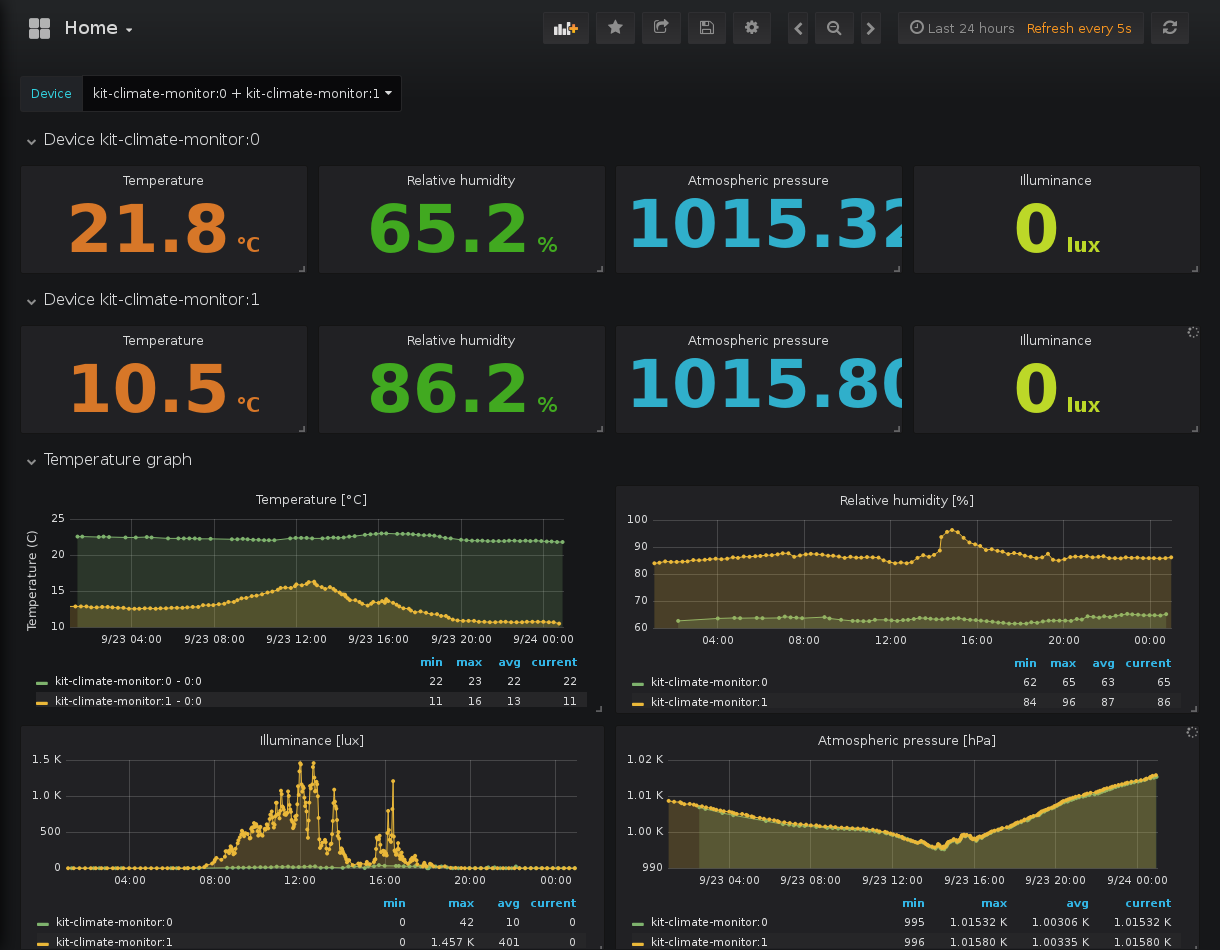 Home
Last 24 hours Refresh every 5s
Device kit-climate-monitor:0 + kit-climate-monitor:1
Device kit-climate-monitor:0
Temperature Relative humidity Atmospheric pressure Illuminance
21.8 °C 65.2 % 1015.32 0 lux
Device kit-climate-monitor:1
Temperature Relative humidity Atmospheric pressure Illuminance
10.5 °C 86.2 % 1015.80 0 lux
Temperature graph
Temperature [°C]
Temperature (C)
25
20
15
10
9/23 04:00 9/23 08:00 9/23 12:00 9/23 16:00 9/23 20:00 9/24 00:00
min max avg current
kit-climate-monitor:0 - 0:0 22 23 22 22
kit-climate-monitor:1 - 0:0 11 16 13 11
Relative humidity [%]
100
90
80
70
60
04:00 08:00 12:00 16:00 20:00 00:00
min max avg current
kit-climate-monitor:0 62 65 63 65
kit-climate-monitor:1 84 96 87 86
Illuminance [lux]
1.5 K
1.0 K
500
0
04:00 08:00 12:00 16:00 20:00 00:00
min max avg current
kit-climate-monitor:0 0 42 10 0
kit-climate-monitor:1 0 1.457 K 401 0
Atmospheric pressure [hPa]
1.02 K
1.01 K
1.00 K
990
9/23 04:00 9/23 08:00 9/23 12:00 9/23 16:00 9/23 20:00 9/24 00:00
min max avg current
kit-climate-monitor:0 995 1.01532 K 1.00306 K 1.01532 K
kit-climate-monitor:1 996 1.01580 K 1.00335 K 1.01580 K